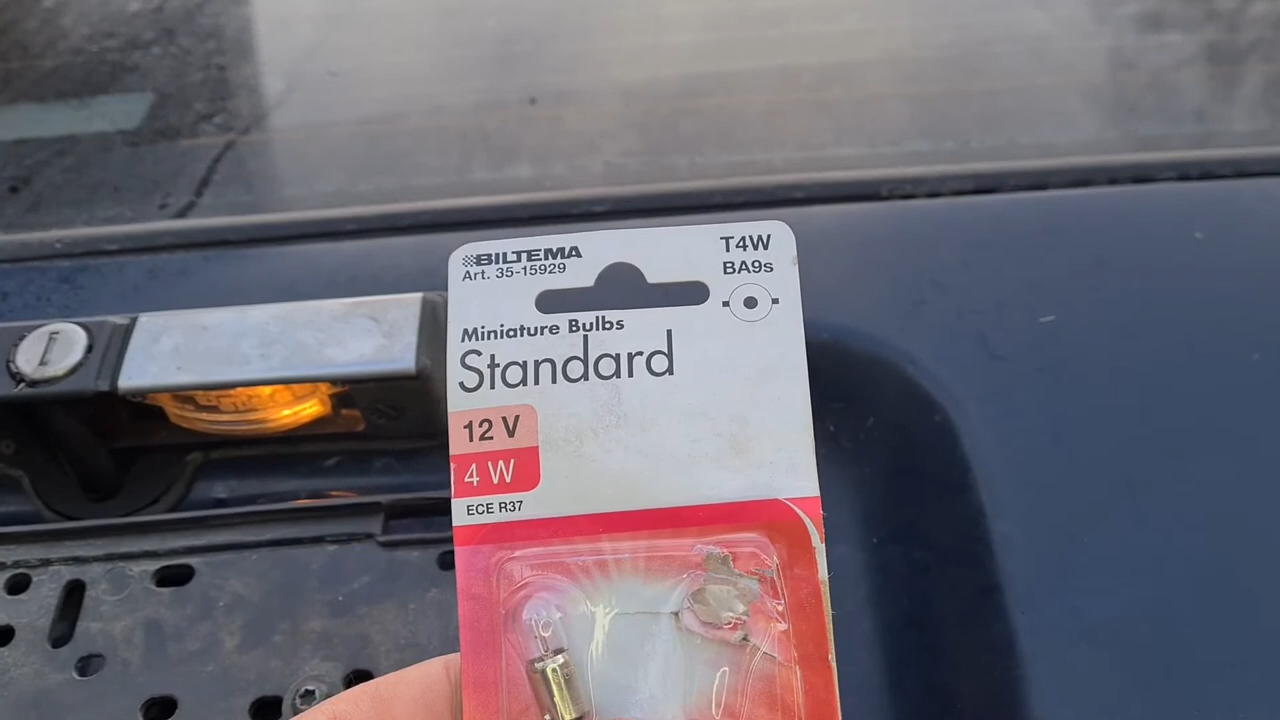 BILTEMA
Art. 35-15929
T4W
BA9s
Miniature Bulbs
Standard
12 V
4 W
ECE R37